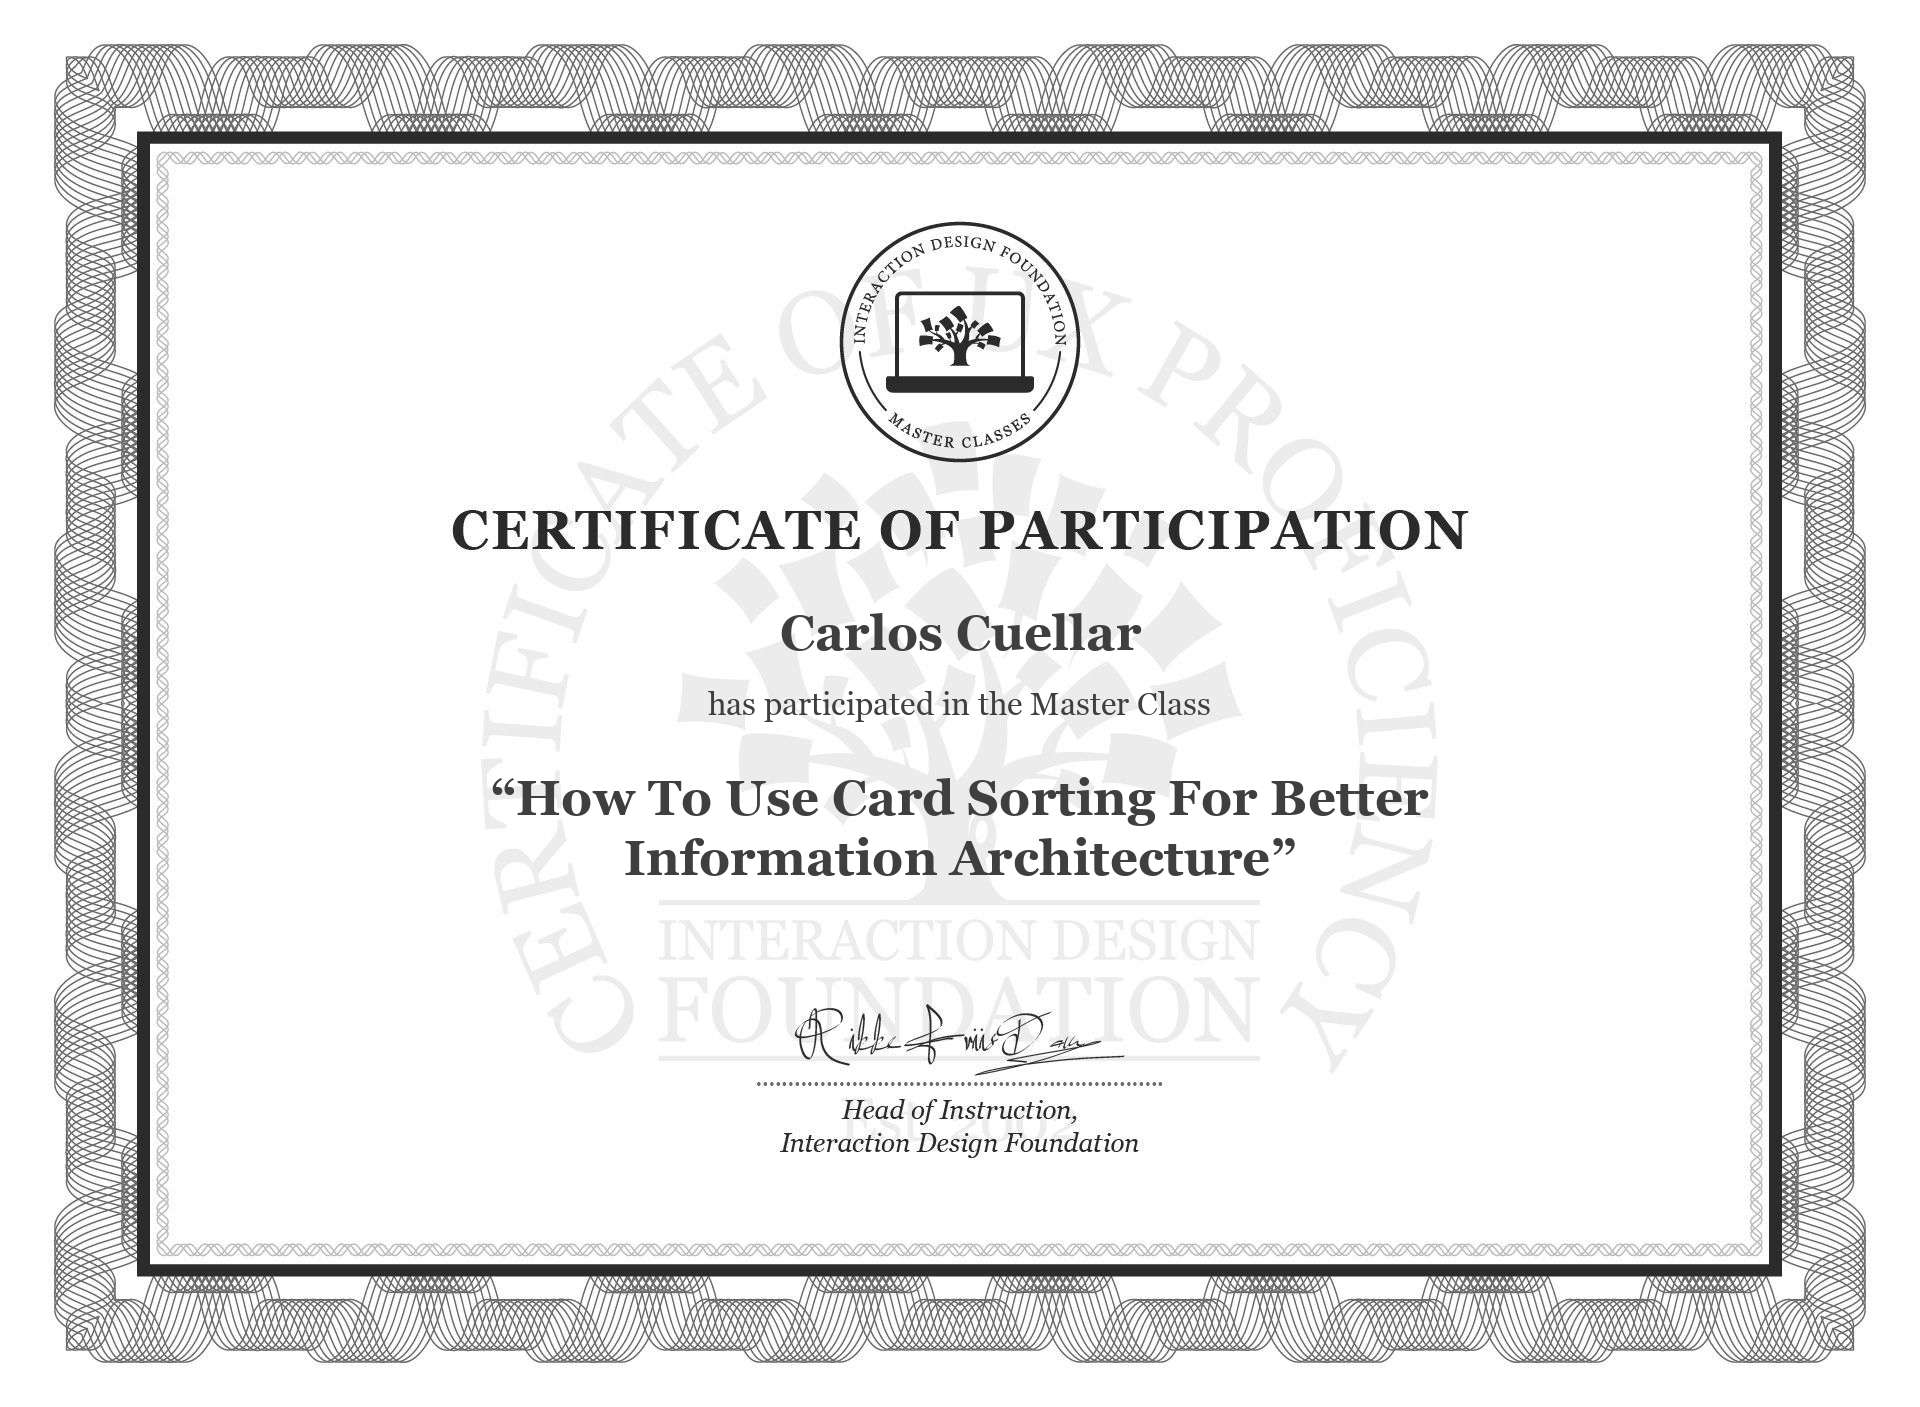 INTERACTION DESIGN FOUNDATION
MASTER CLASSES
CERTIFICATE OF UX PROFICIENCY
CERTIFICATE OF PARTICIPATION
Carlos Cuellar
has participated in the Master Class
“How To Use Card Sorting For Better
Information Architecture”
INTERACTION DESIGN
FOUNDATION
Rikke Friis Dam
Est. 2002
Head of Instruction,
Interaction Design Foundation